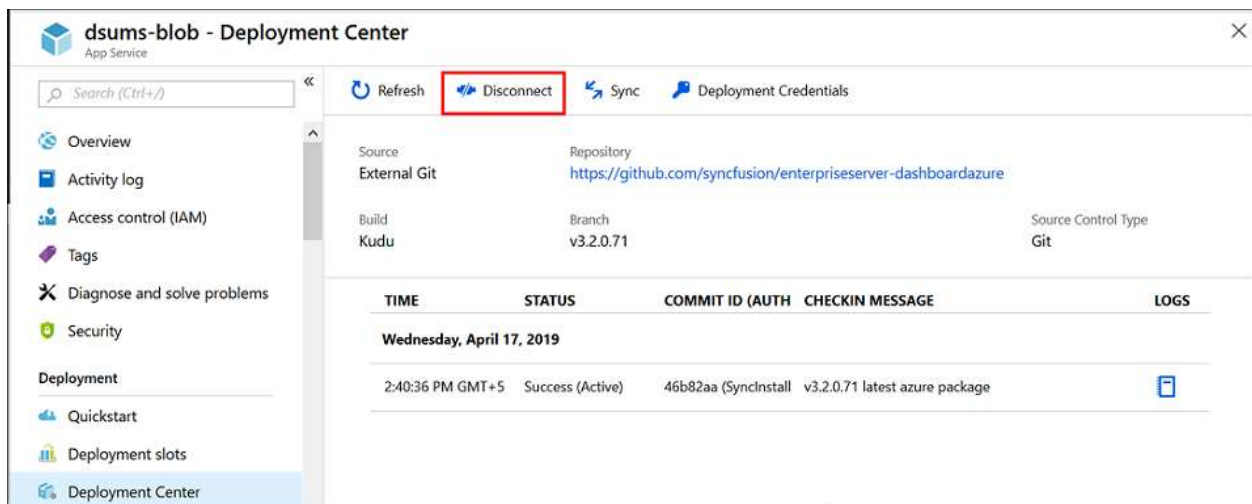 dsums-blob - Deployment Center
App Service
Search (Ctrl+/)
«
Overview
Activity log
Access control (IAM)
Tags
Diagnose and solve problems
Security
Deployment
Quickstart
Deployment slots
Deployment Center
Refresh
Disconnect
Sync
Deployment Credentials
Source
External Git
Repository
https://github.com/syncfusion/enterpriseserver-dashboardazure
Build
Kudu
Branch
v3.2.0.71
Source Control Type
Git
TIME STATUS COMMIT ID (AUTH CHECKIN MESSAGE LOGS
Wednesday, April 17, 2019
2:40:36 PM GMT+5 Success (Active) 46b82aa (SyncInstall v3.2.0.71 latest azure package